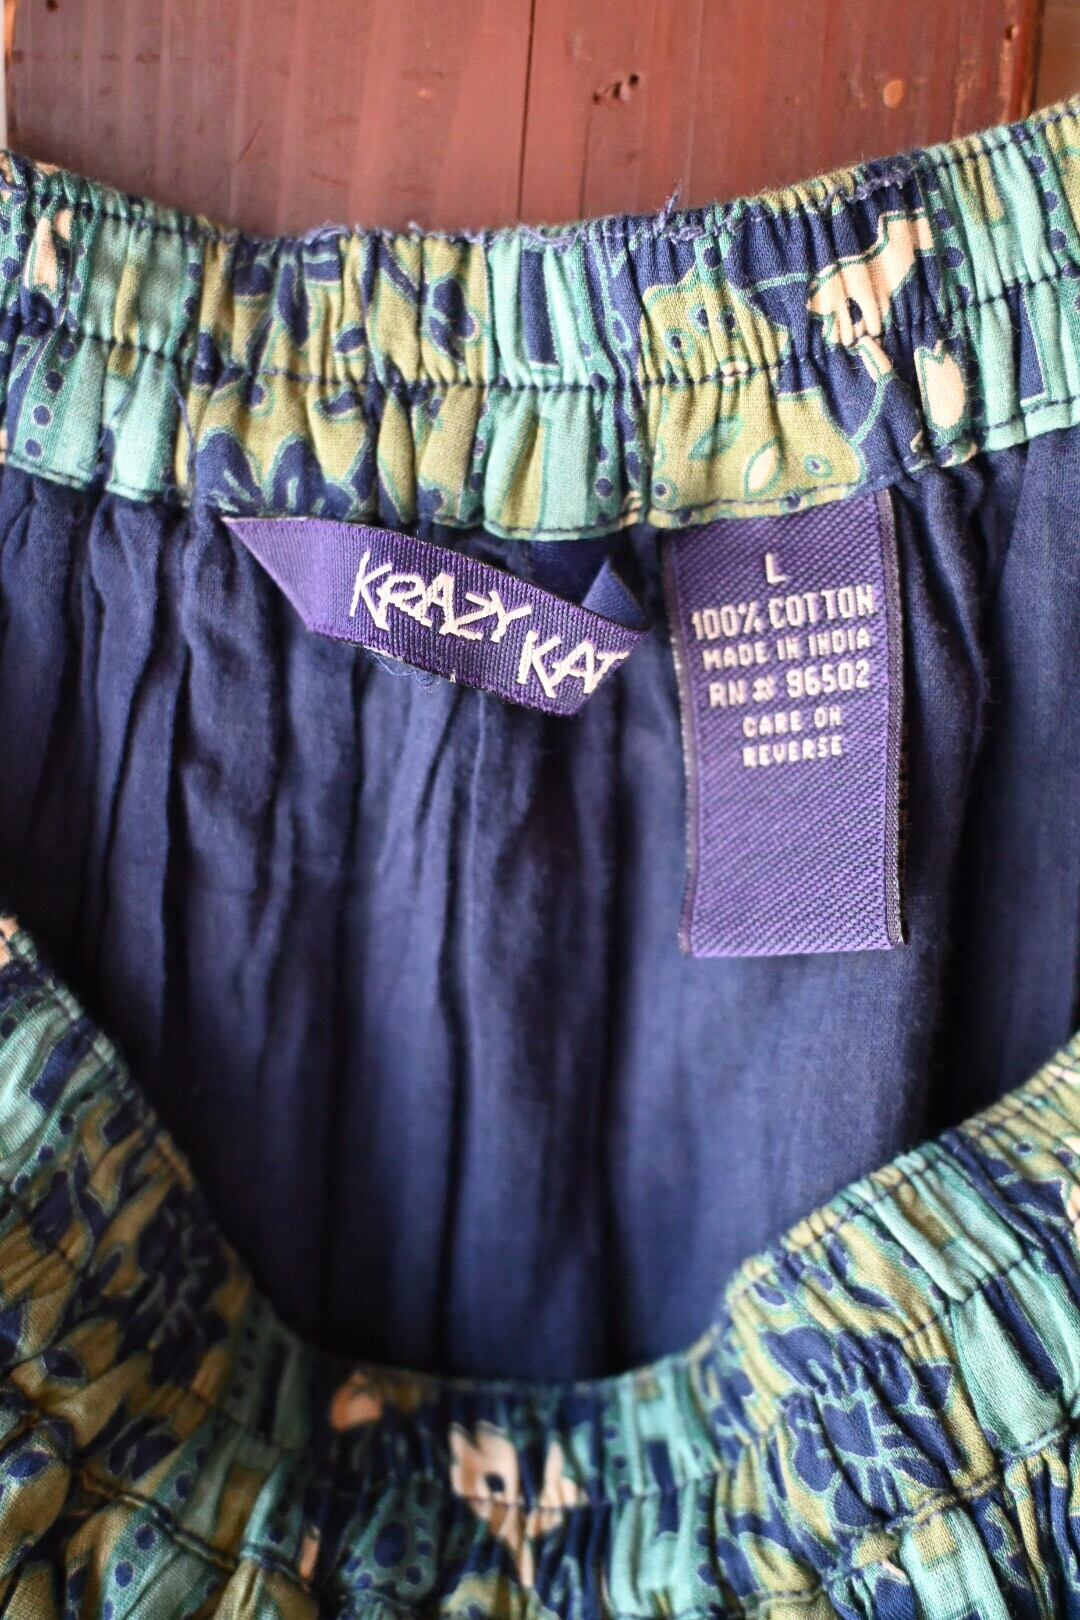 KRAZY KAT
L
100% COTTON
MADE IN INDIA
RN # 96502
CARE ON
REVERSE